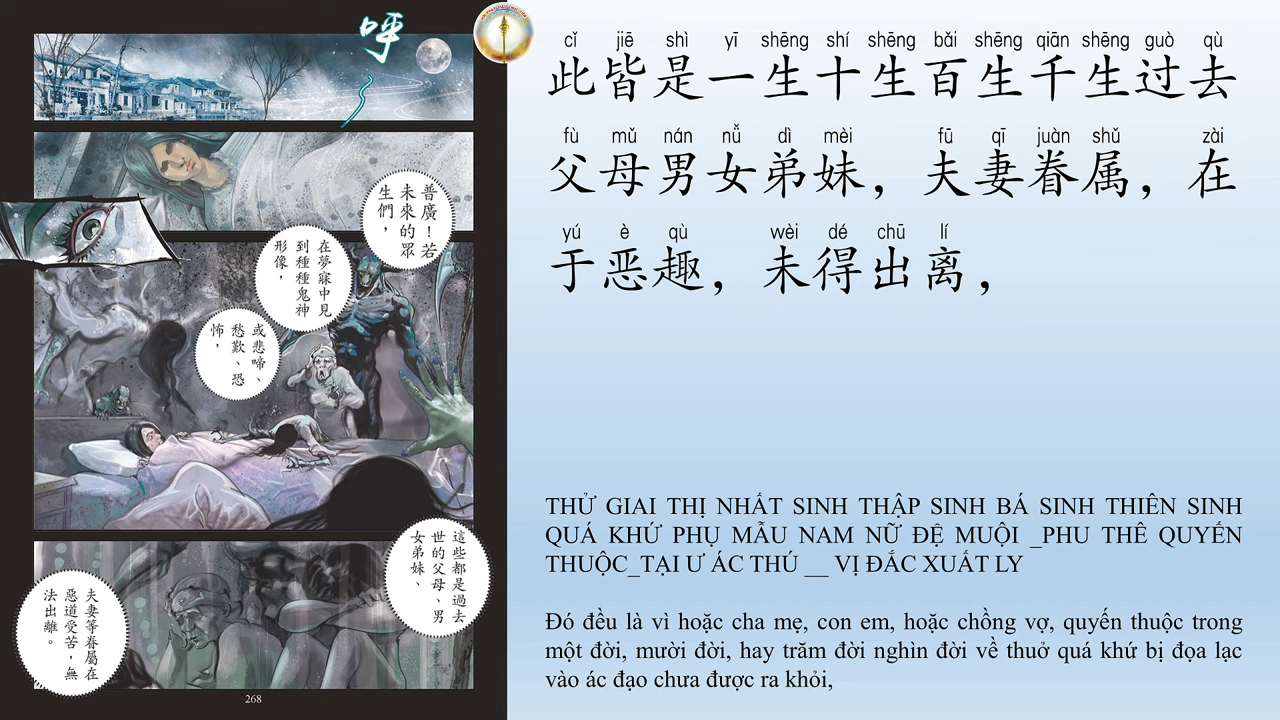 呼
普廣！若
未來的眾
生們，
在夢寐中見
到種種鬼神
形像，
或悲啼、
愁歎、恐
怖，
這些都是過去
世的父母、男
女弟妹、
夫妻等眷屬在
惡道受苦，無
法出離。
268
cǐ jiē shì yī shēng shí shēng bǎi shēng qiān shēng guò qù
此皆是一生十生百生千生过去
fù mǔ nán nǚ dì mèi fū qī juàn shǔ zài
父母男女弟妹，夫妻眷属，在
yú è qù wèi dé chū lí
于恶趣，未得出离，
THỬ GIAI THỊ NHẤT SINH THẬP SINH BÁ SINH THIÊN SINH
QUÁ KHỨ PHỤ MẪU NAM NỮ ĐỆ MUỘI _PHU THÊ QUYẾN
THUỘC_TẠI Ư ÁC THÚ __ VỊ ĐẮC XUẤT LY
Đó đều là vì hoặc cha mẹ, con em, hoặc chồng vợ, quyến thuộc trong
một đời, mười đời, hay trăm đời nghìn đời về thuở quá khứ bị đọa lạc
vào ác đạo chưa được ra khỏi,